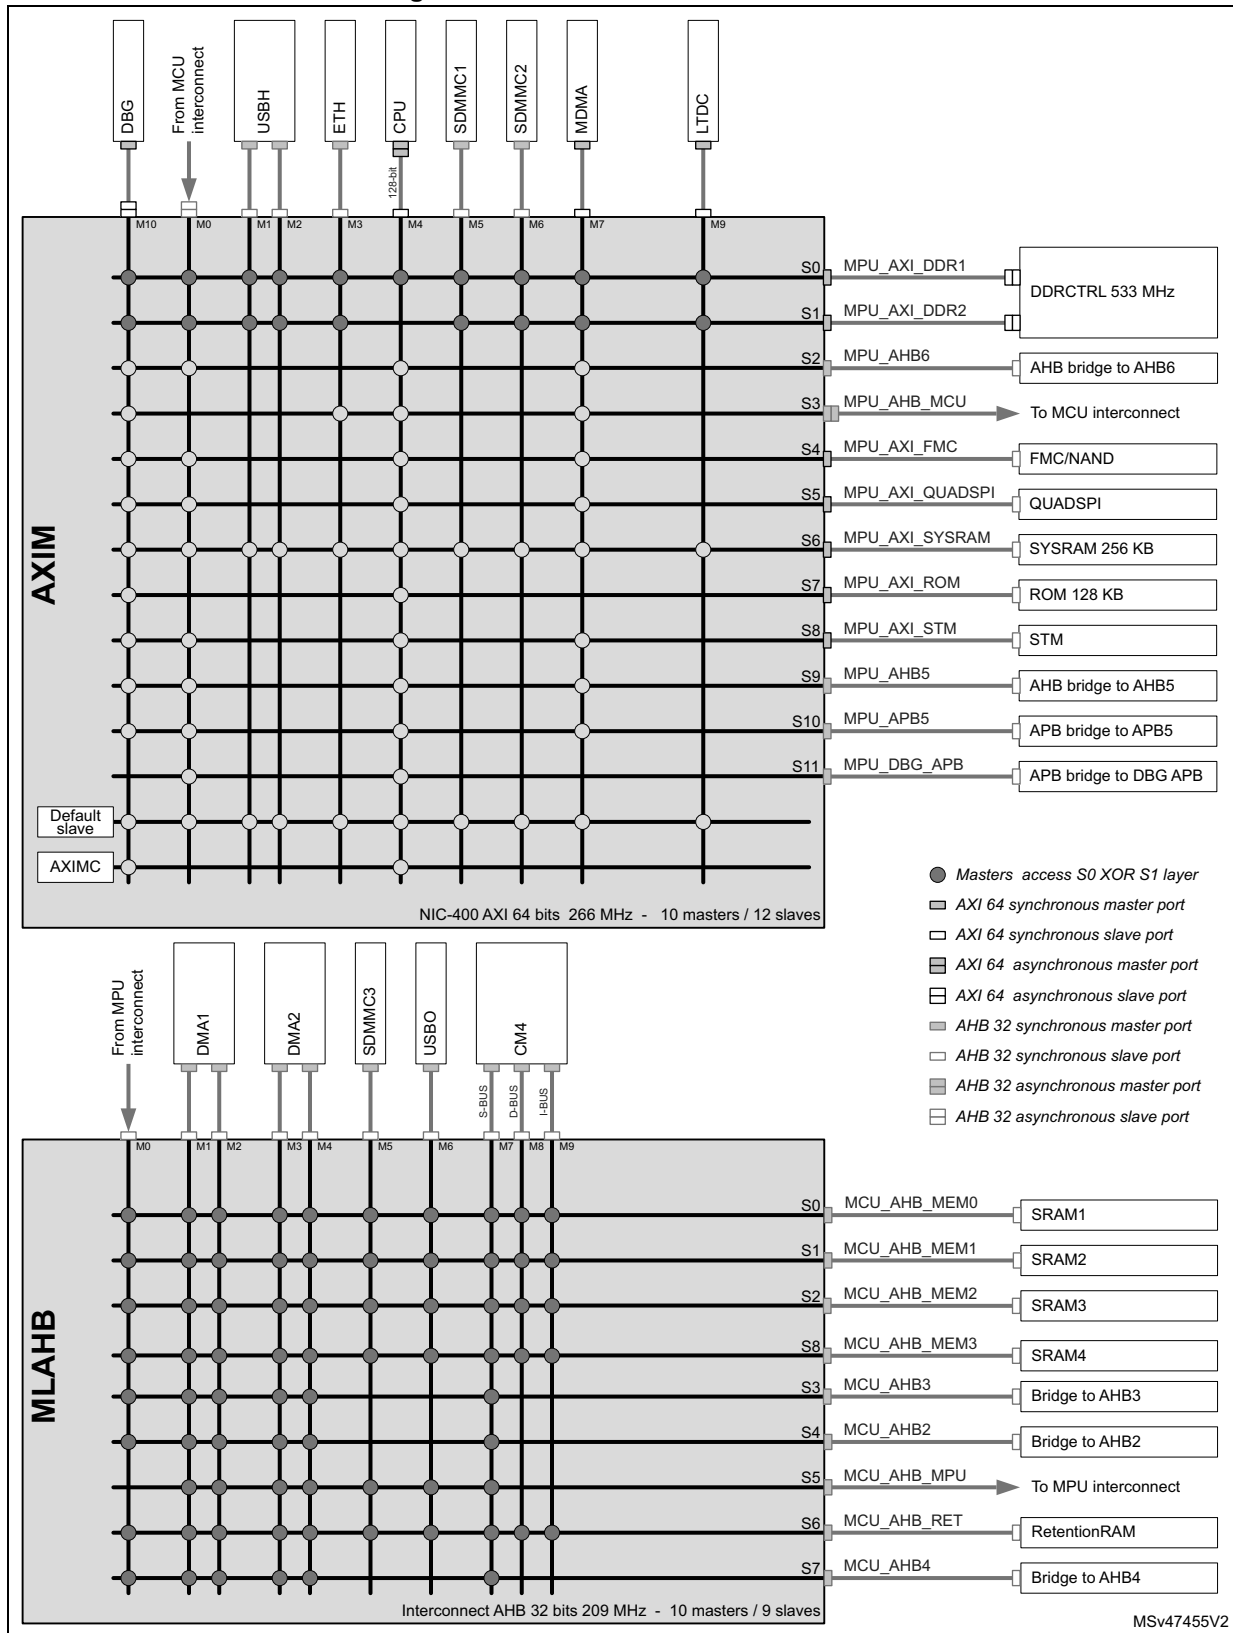 DBG
From MCU
interconnect
USBH
ETH
CPU
SDMMC1
SDMMC2
MDMA
LTDC
128-bit
M10
M0
M1
M2
M3
M4
M5
M6
M7
M9
AXIM
S0
MPU_AXI_DDR1
DDRCTRL 533 MHz
S1
MPU_AXI_DDR2
S2
MPU_AHB6
AHB bridge to AHB6
S3
MPU_AHB_MCU
To MCU interconnect
S4
MPU_AXI_FMC
FMC/NAND
S5
MPU_AXI_QUADSPI
QUADSPI
S6
MPU_AXI_SYSRAM
SYSRAM 256 KB
S7
MPU_AXI_ROM
ROM 128 KB
S8
MPU_AXI_STM
STM
S9
MPU_AHB5
AHB bridge to AHB5
S10
MPU_APB5
APB bridge to APB5
S11
MPU_DBG_APB
APB bridge to DBG APB
Default
slave
AXIMC
NIC-400 AXI 64 bits 266 MHz - 10 masters / 12 slaves
Masters access S0 XOR S1 layer
AXI 64 synchronous master port
AXI 64 synchronous slave port
AXI 64 asynchronous master port
AXI 64 asynchronous slave port
AHB 32 synchronous master port
AHB 32 synchronous slave port
AHB 32 asynchronous master port
AHB 32 asynchronous slave port
From MPU
interconnect
DMA1
DMA2
SDMMC3
USBO
CM4
S-BUS
D-BUS
I-BUS
M0
M1
M2
M3
M4
M5
M6
M7
M8
M9
MLAHB
S0
MCU_AHB_MEM0
SRAM1
S1
MCU_AHB_MEM1
SRAM2
S2
MCU_AHB_MEM2
SRAM3
S8
MCU_AHB_MEM3
SRAM4
S3
MCU_AHB3
Bridge to AHB3
S4
MCU_AHB2
Bridge to AHB2
S5
MCU_AHB_MPU
To MPU interconnect
S6
MCU_AHB_RET
RetentionRAM
S7
MCU_AHB4
Bridge to AHB4
Interconnect AHB 32 bits 209 MHz - 10 masters / 9 slaves
MSv47455V2